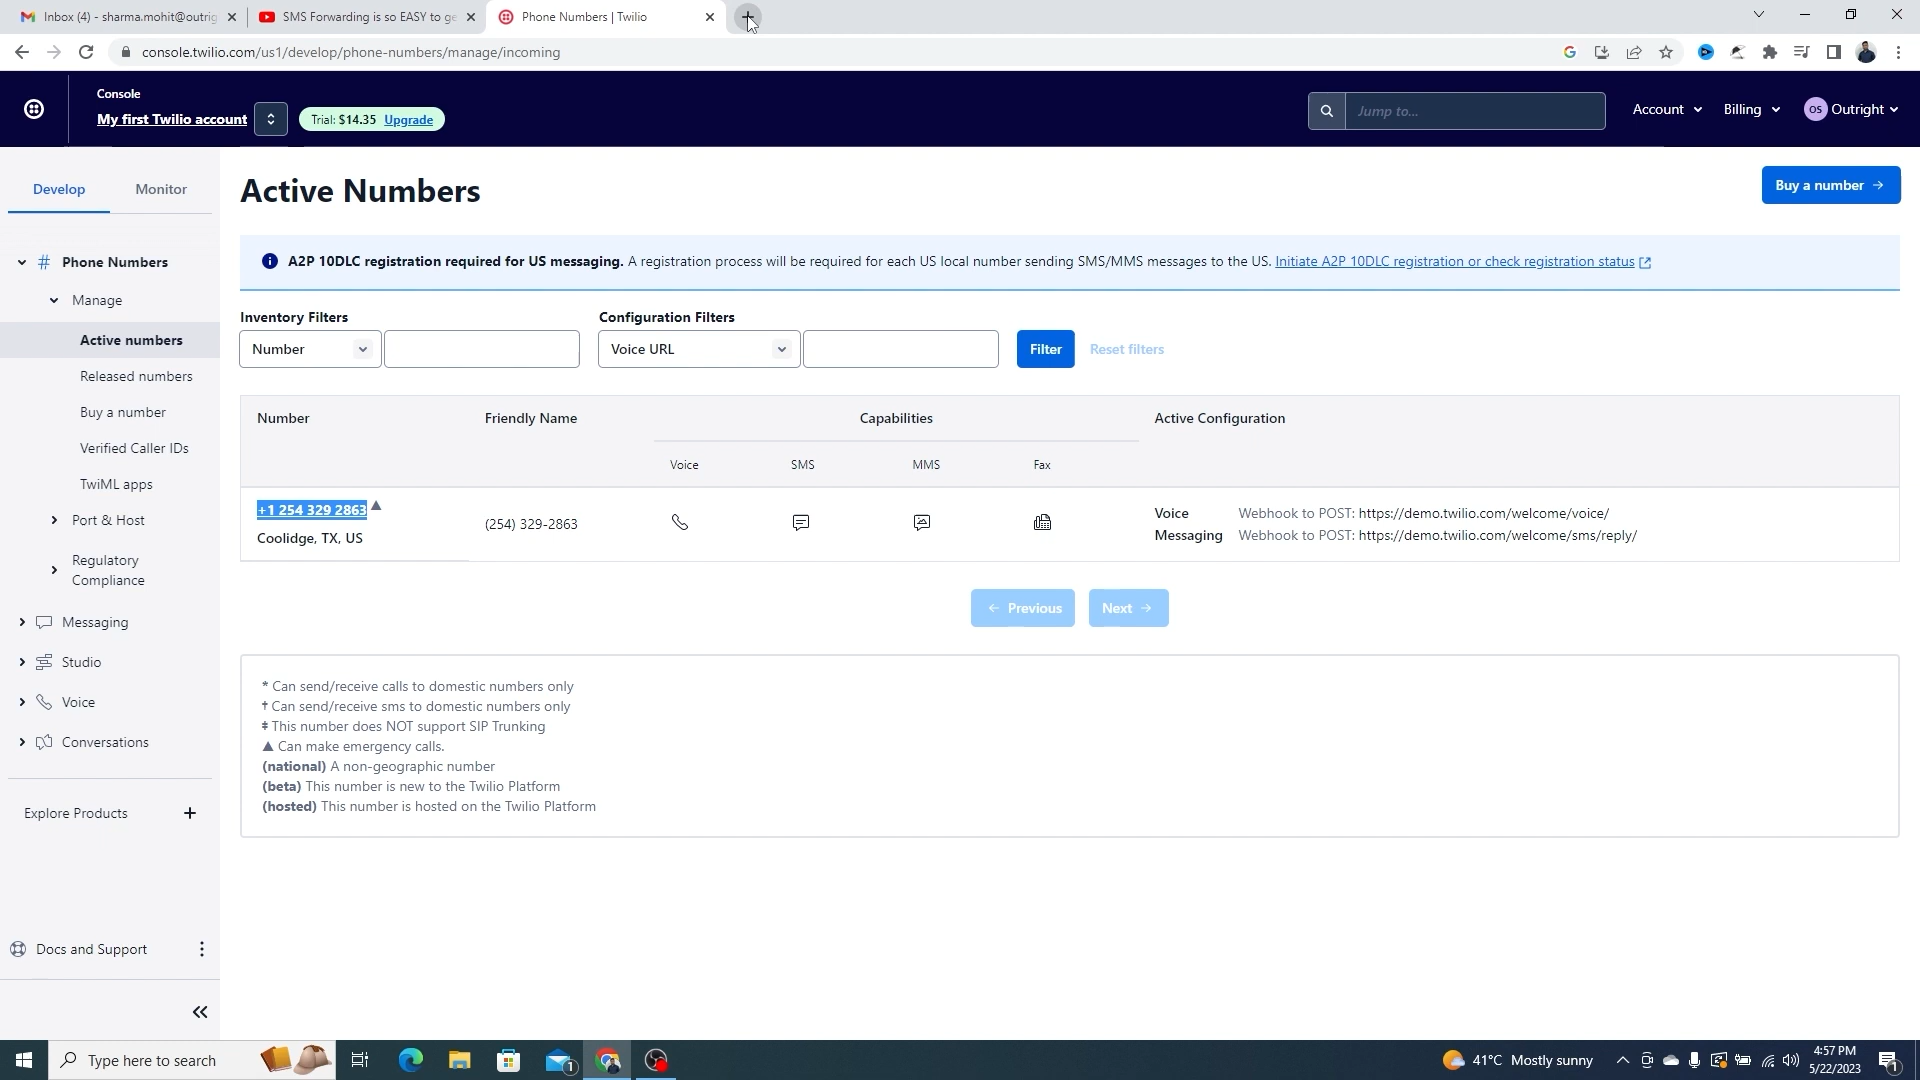 Inbox (4) - sharma.mohit@outrig
SMS Forwarding is so EASY to ge
Phone Numbers | Twilio
console.twilio.com/us1/develop/phone-numbers/manage/incoming
Console
My first Twilio account
Trial: $14.35 Upgrade
Jump to...
Account
Billing
OS Outright
Develop
Monitor
# Phone Numbers
Manage
Active numbers
Released numbers
Buy a number
Verified Caller IDs
TwiML apps
Port & Host
Regulatory
Compliance
Messaging
Studio
Voice
Conversations
Explore Products +
Docs and Support
Active Numbers
Buy a number →
A2P 10DLC registration required for US messaging. A registration process will be required for each US local number sending SMS/MMS messages to the US. Initiate A2P 10DLC registration or check registration status
Inventory Filters
Configuration Filters
Number
Voice URL
Filter
Reset filters
Number
Friendly Name
Capabilities
Active Configuration
Voice
SMS
MMS
Fax
+1 254 329 2863 ▲
Coolidge, TX, US
(254) 329-2863
Voice Webhook to POST: https://demo.twilio.com/welcome/voice/
Messaging Webhook to POST: https://demo.twilio.com/welcome/sms/reply/
← Previous
Next →
* Can send/receive calls to domestic numbers only
† Can send/receive sms to domestic numbers only
‡ This number does NOT support SIP Trunking
▲ Can make emergency calls.
(national) A non-geographic number
(beta) This number is new to the Twilio Platform
(hosted) This number is hosted on the Twilio Platform
Type here to search
1
41°C Mostly sunny
4:57 PM
5/22/2023
1